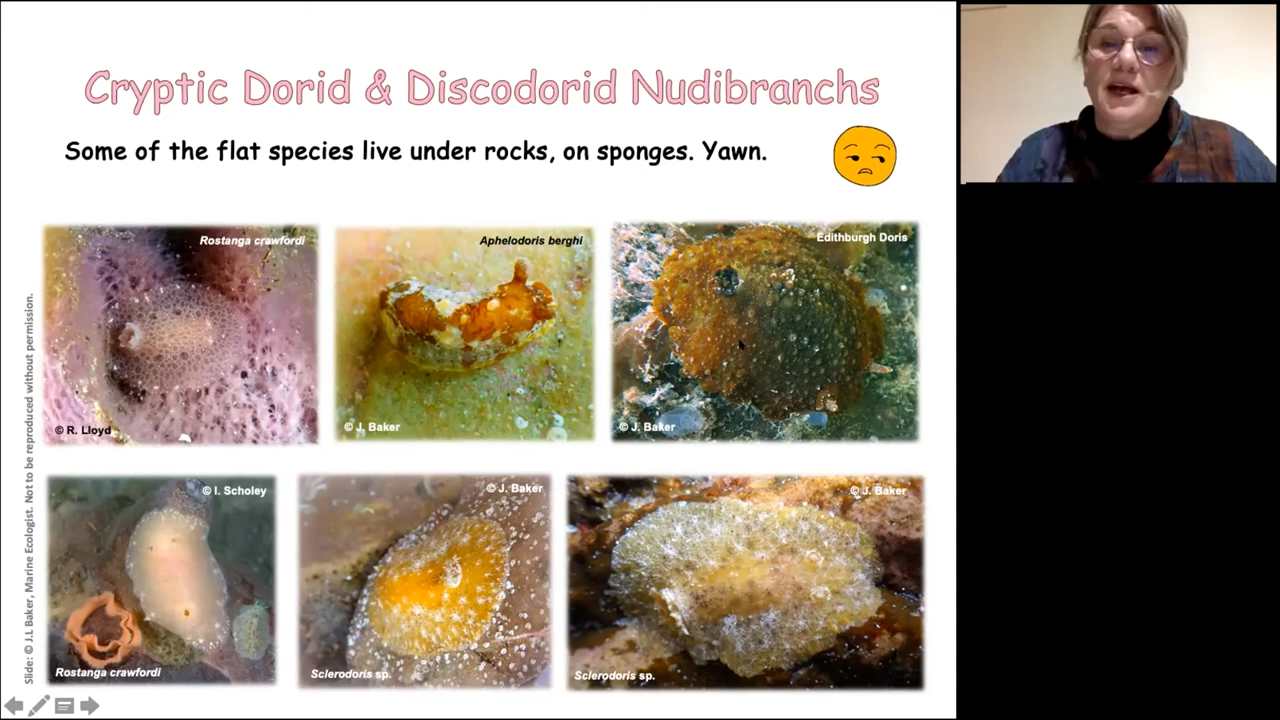 Cryptic Dorid & Discodorid Nudibranchs
Some of the flat species live under rocks, on sponges. Yawn.
Rostanga crawfordi
© R. Lloyd
Aphelodoris berghi
© J. Baker
Edithburgh Doris
© J. Baker
© I. Scholey
Rostanga crawfordi
© J. Baker
Sclerodoris sp.
© J. Baker
Sclerodoris sp.
Slide: © J.L Baker, Marine Ecologist. Not to be reproduced without permission.